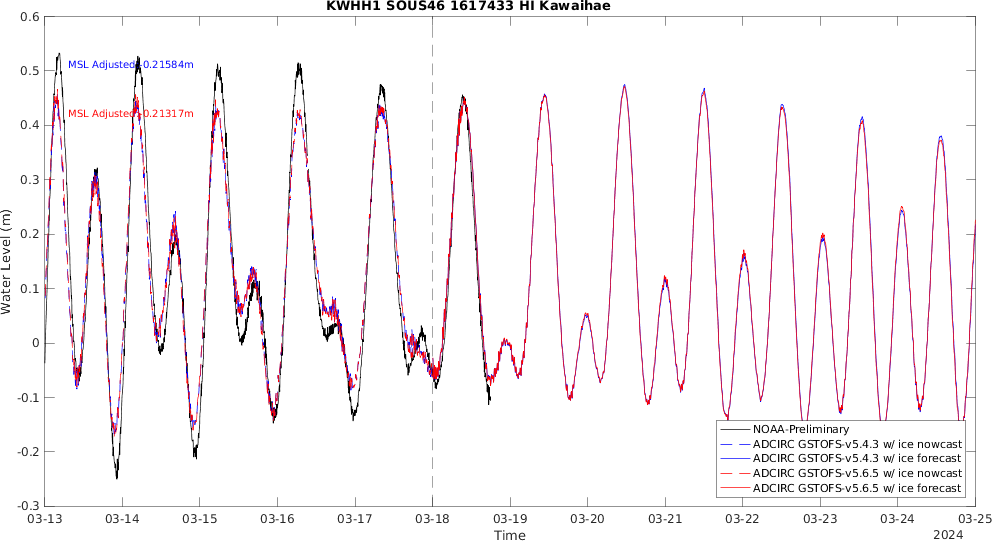 KWHH1 SOUS46 1617433 HI Kawaihae
0.6
0.5
0.4
0.3
0.2
0.1
0
-0.1
-0.2
-0.3
Water Level (m)
MSL Adjusted -0.21584m
MSL Adjusted -0.21317m
NOAA-Preliminary
ADCIRC GSTOFS-v5.4.3 w/ ice nowcast
ADCIRC GSTOFS-v5.4.3 w/ ice forecast
ADCIRC GSTOFS-v5.6.5 w/ ice nowcast
ADCIRC GSTOFS-v5.6.5 w/ ice forecast
03-13 03-14 03-15 03-16 03-17 03-18 03-19 03-20 03-21 03-22 03-23 03-24 03-25
Time
2024